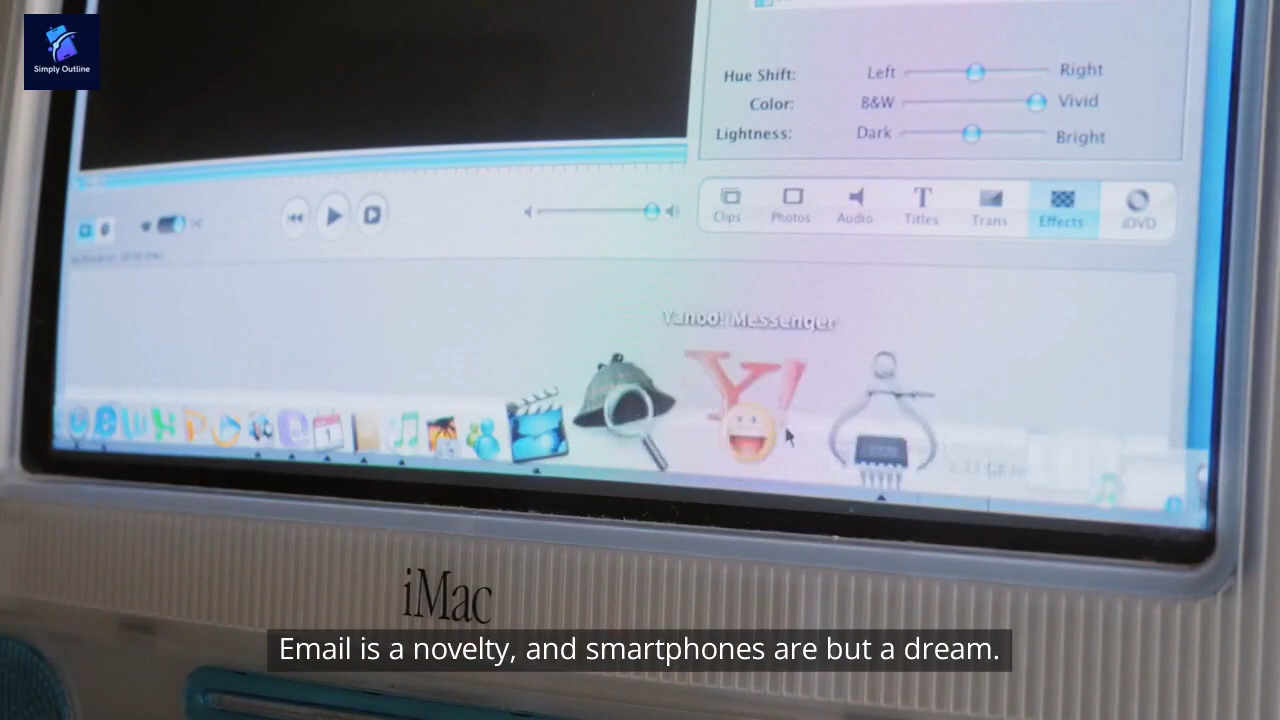 Simply Outline
Hue Shift: Left Right
Color: B&W Vivid
Lightness: Dark Bright
Clips Photos Audio Titles Trans Effects iDVD
Yahoo! Messenger
Y!
1
iMac
Email is a novelty, and smartphones are but a dream.